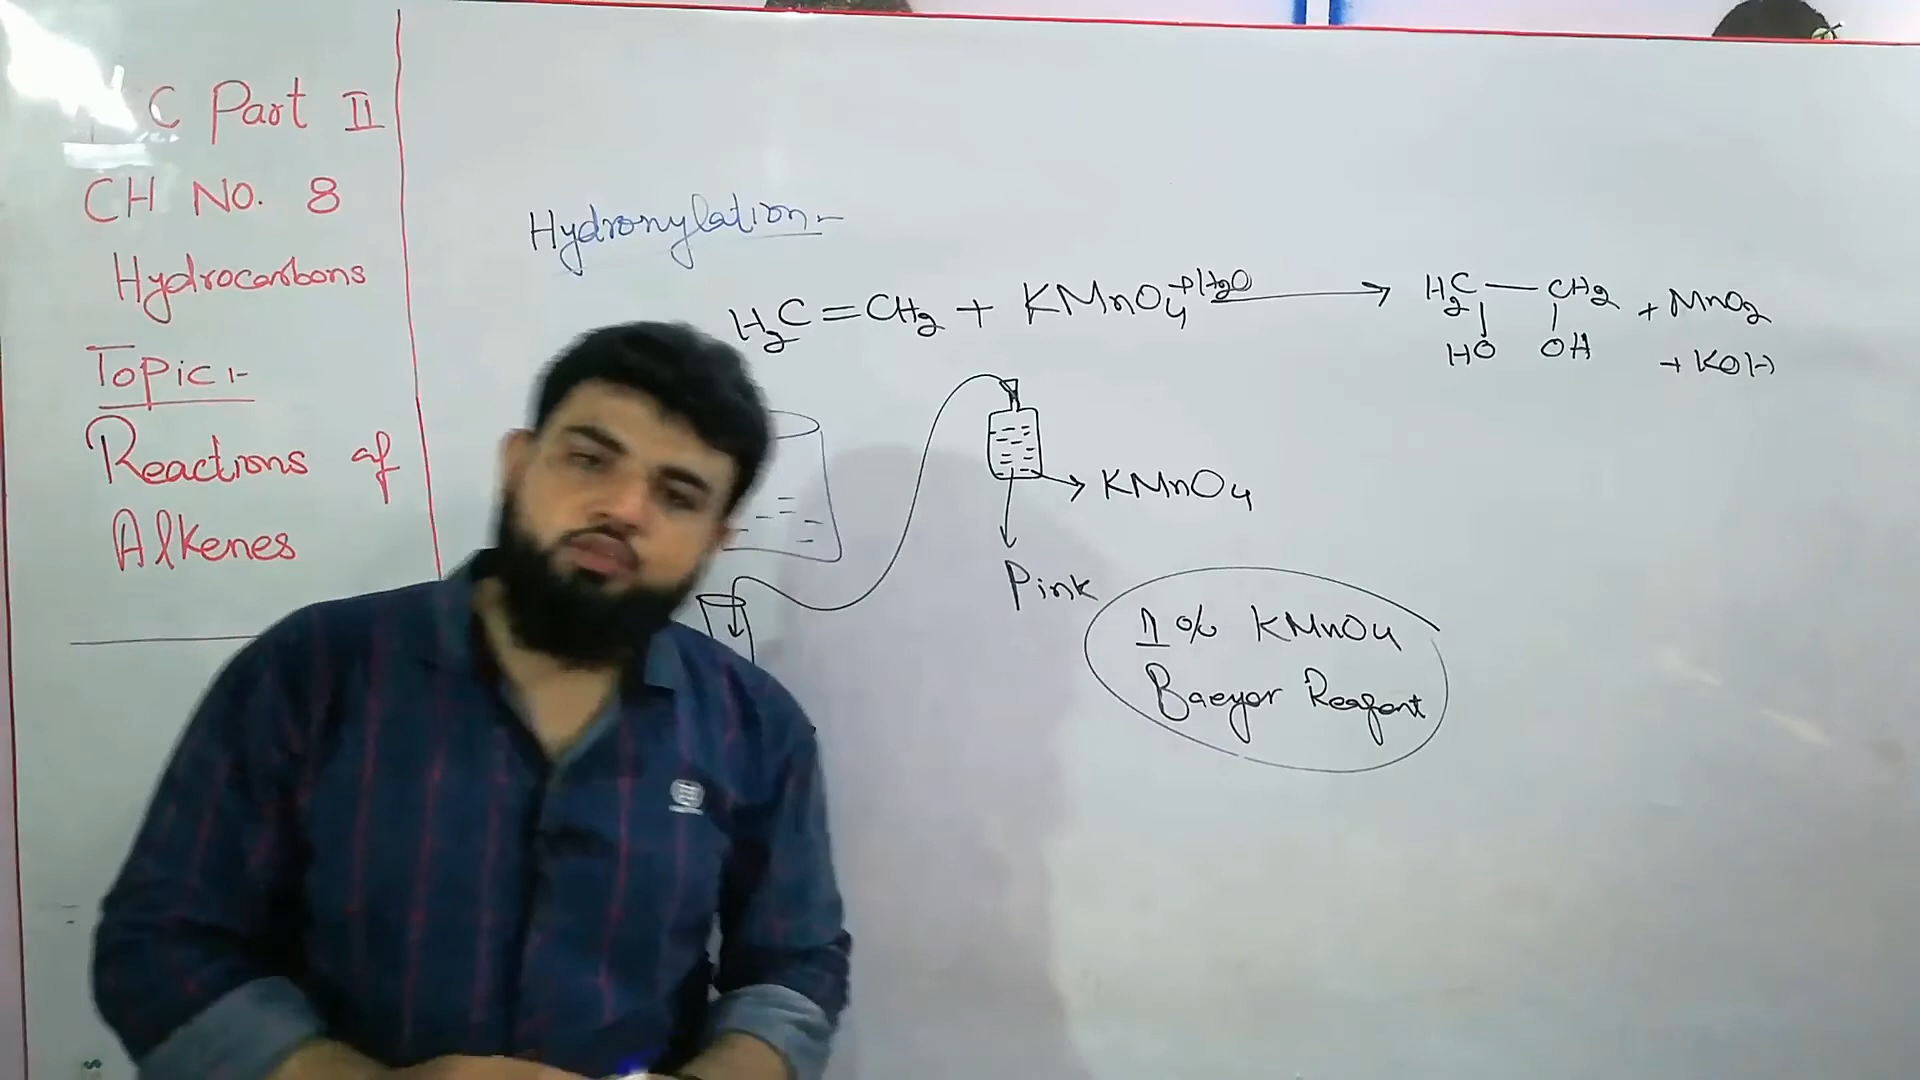 C Part II
CH NO. 8
Hydrocarbons
Topic:-
Reactions of
Alkenes
Hydroxylation:-
H₂C=CH₂ + KMnO₄ + H₂O → H₂C—CH₂ + MnO₂
HO OH + KOH
KMnO₄
Pink
1% KMnO₄
Baeyer Reagent